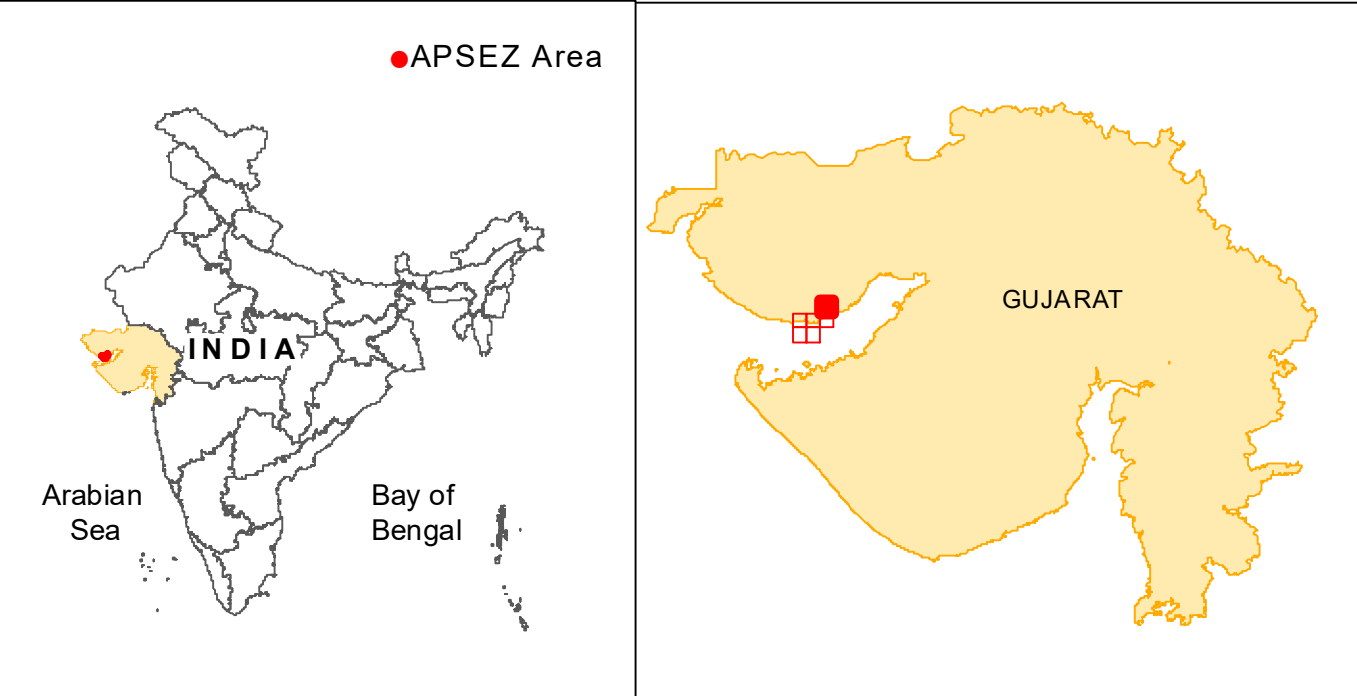 APSEZ Area
INDIA
Arabian
Sea
Bay of
Bengal
GUJARAT